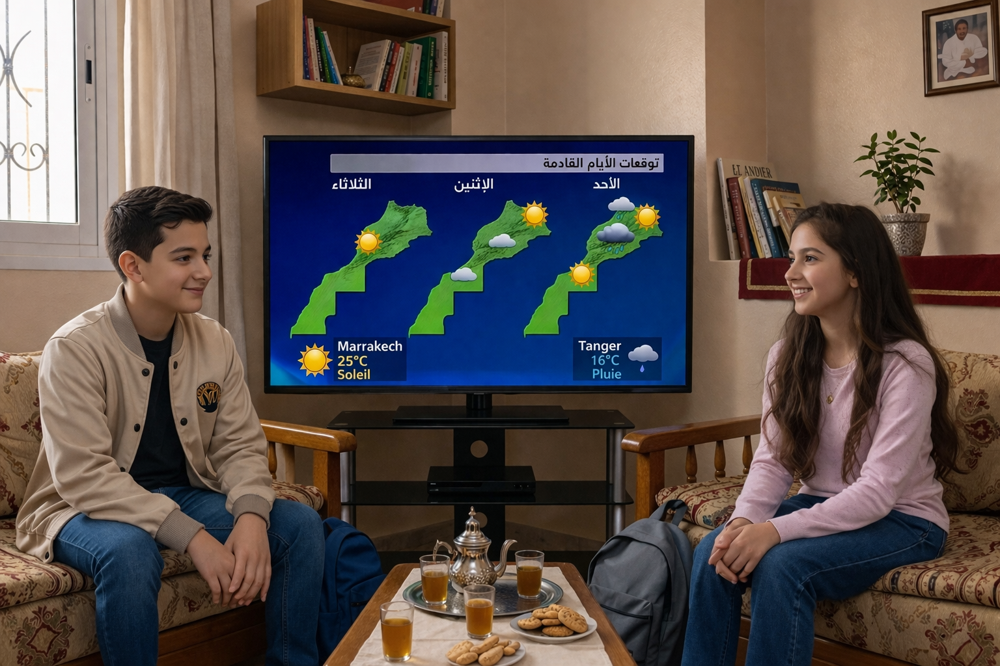 توقعات الأيام القادمة
الأحد
الإثنين
الثلاثاء
Marrakech
25°C
Soleil
Tanger
16°C
Pluie